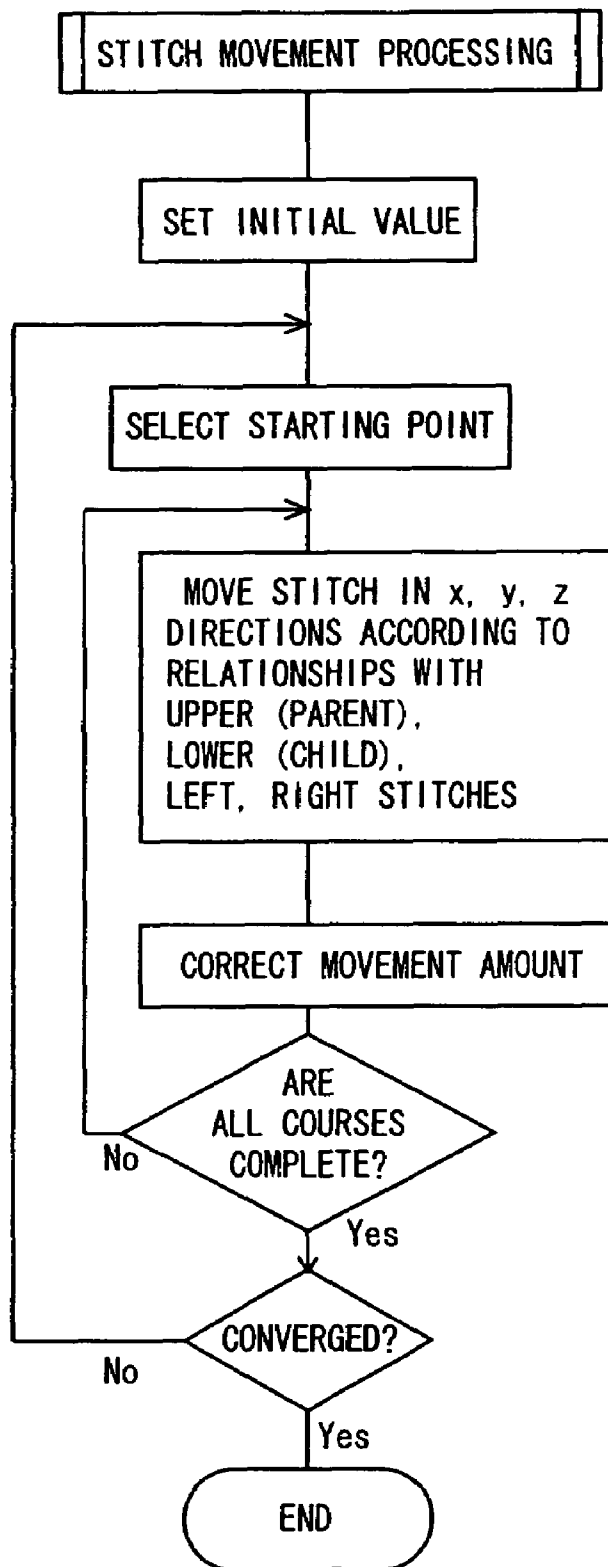 STITCH MOVEMENT PROCESSING
SET INITIAL VALUE
SELECT STARTING POINT
MOVE STITCH IN x, y, z
DIRECTIONS ACCORDING TO
RELATIONSHIPS WITH
UPPER (PARENT),
LOWER (CHILD),
LEFT, RIGHT STITCHES
CORRECT MOVEMENT AMOUNT
ARE
ALL COURSES
COMPLETE?
No
Yes
CONVERGED?
No
Yes
END